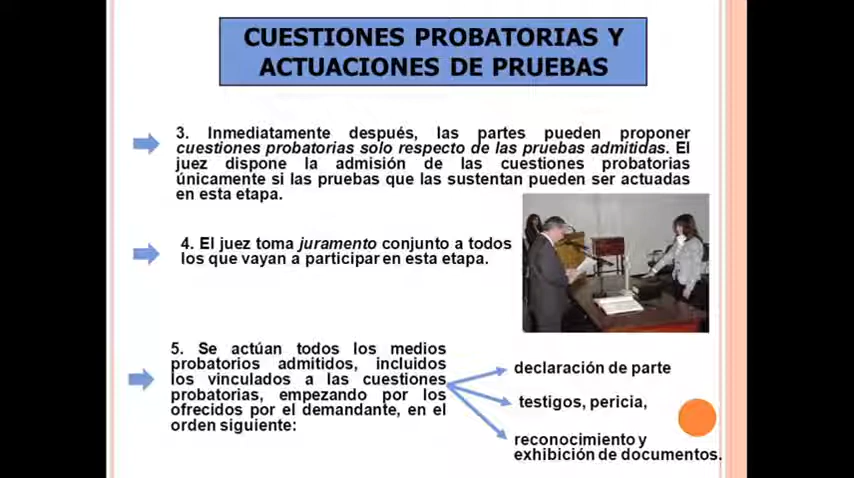 CUESTIONES PROBATORIAS Y
ACTUACIONES DE PRUEBAS
3. Inmediatamente después, las partes pueden proponer
cuestiones probatorias solo respecto de las pruebas admitidas. El
juez dispone la admisión de las cuestiones probatorias
únicamente si las pruebas que las sustentan pueden ser actuadas
en esta etapa.
4. El juez toma juramento conjunto a todos
los que vayan a participar en esta etapa.
5. Se actúan todos los medios
probatorios admitidos, incluidos
los vinculados a las cuestiones
probatorias, empezando por los
ofrecidos por el demandante, en el
orden siguiente:
declaración de parte
testigos, pericia,
reconocimiento y
exhibición de documentos.